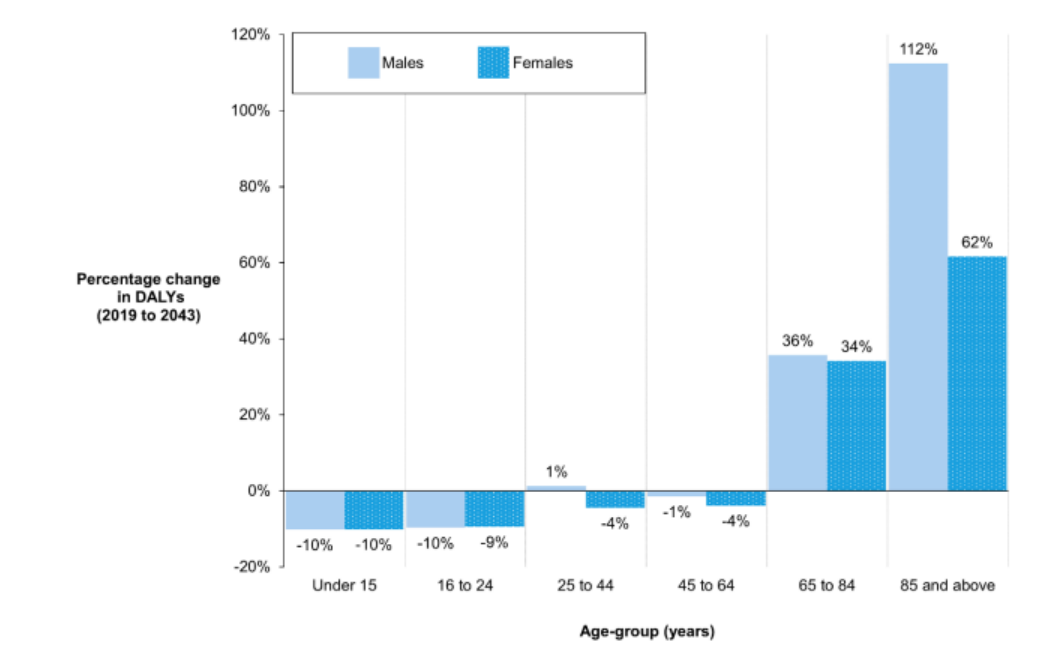 120%
Males
Females
112%
100%
80%
62%
60%
Percentage change
in DALYs
(2019 to 2043)
40%
36%
34%
20%
1%
0%
-10%
-10%
-10%
-9%
-4%
-1%
-4%
-20%
Under 15
16 to 24
25 to 44
45 to 64
65 to 84
85 and above
Age-group (years)